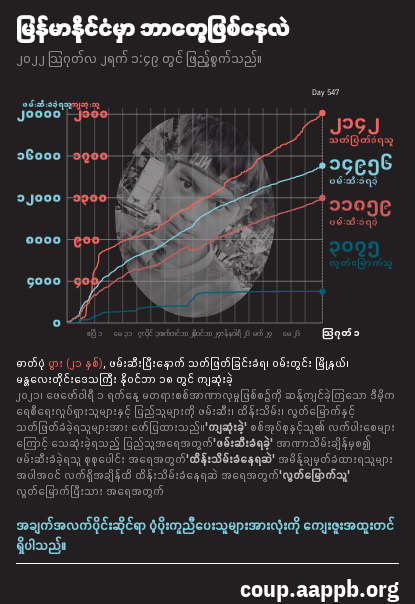 မြန်မာနိုင်ငံမှာ ဘာတွေဖြစ်နေလဲ
၂၀၂၂ ဩဂုတ်လ ၂ရက် ၁:၄၉ တွင် ဖြည့်စွက်သည်။
Day 547
ဖမ်းဆီးခံရသူ ကျဆုံးသူ
၂၀၀၀၀ ၂၁၀၀
၁၆၀၀၀ ၁၇၀၀
၁၂၀၀၀ ၁၃၀၀
၈၀၀၀ ၉၀၀
၄၀၀၀
၀
၂၁၄၂
သတ်ဖြတ်ခံရသူ
၁၄၉၅၆
ဖမ်းဆီးခံရခဲ့
၁၁၈၅၉
ဖမ်းဆီးခံရခဲ့
၃၀၇၅
လွတ်မြောက်သူ
ဩဂုတ် ၁
ဓာတ်ပုံ ဖွား (၂၁ နှစ်), ဖမ်းဆီးပြီးနောက် သတ်ဖြတ်ခြင်းခံရ၊ ဝမ်းတွင်း မြို့နယ်၊
မန္တလေးတိုင်းဒေသကြီး နိုဝင်ဘာ ၁၈ တွင် ကျဆုံးခဲ့
၂၀၂၁၊ ဖေဖော်ဝါရီ ၁ ရက်နေ့ မတရားစစ်အာဏာလုမှုဖြစ်စဉ်ကို ဆန့်ကျင်ခဲ့ကြသော ဒီမိုက
ရေစီရေးလှုပ်ရှားသူများနှင့် ပြည်သူများကို ဖမ်းဆီး၊ ထိန်းသိမ်း၊ လွတ်မြောက်နှင့်
သတ်ဖြတ်ခံခဲ့ရသူများအား ဖော်ပြထားသည်။'ကျဆုံးခဲ့' စစ်အုပ်စုနှင့်သူ၏ လက်ပါးစေများ
ကြောင့် သေဆုံးခဲ့ရသည် ပြည်သူအရေအတွက်'ဖမ်းဆီးခံရခဲ့' အာဏာသိမ်းချိန်မှစ၍
ဖမ်းဆီးခံခဲ့ရသူ စုစုပေါင်း အရေအတွက်'ထိန်းသိမ်းခံနေရဆဲ' အမိန့်ချမှတ်ခံထားရသူများ
အပါအဝင် လက်ရှိအချိန်ထိ ထိန်းသိမ်းခံနေရဆဲ အရေအတွက်'လွတ်မြောက်သူ'
လွတ်မြောက်ပြီးသား အရေအတွက်
အချက်အလက်ပိုင်းဆိုင်ရာ ပံ့ပိုးကူညီပေးသူများအားလုံးကို ကျေးဇူးအထူးတင်
ရှိပါသည်။
coup.aappb.org